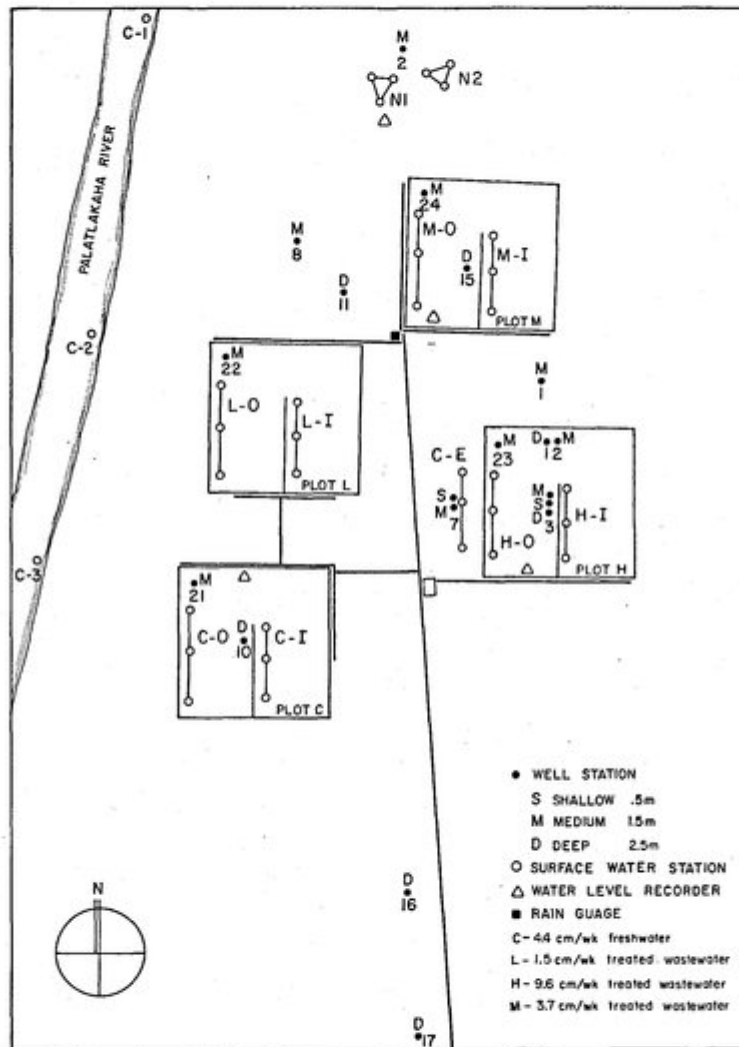 C-1
M
2
N1
N2
PALATLAKAHA RIVER
M
24
M-O
M
8
D
15
M-I
D
11
PLOT M
C-2
M
22
L-O
L-I
PLOT L
M
1
C-E
M
23
D M
12
S
M
7
M
S
D
3
H-O
H-I
PLOT H
C-3
M
21
C-O
D
10
C-I
PLOT C
WELL STATION
S SHALLOW .5m
M MEDIUM 1.5m
D DEEP 2.5m
SURFACE WATER STATION
WATER LEVEL RECORDER
RAIN GUAGE
C-4.4 cm/wk freshwater
L-1.5 cm/wk treated wastewater
H-9.6 cm/wk treated wastewater
M-3.7 cm/wk treated wastewater
N
D
16
D
17